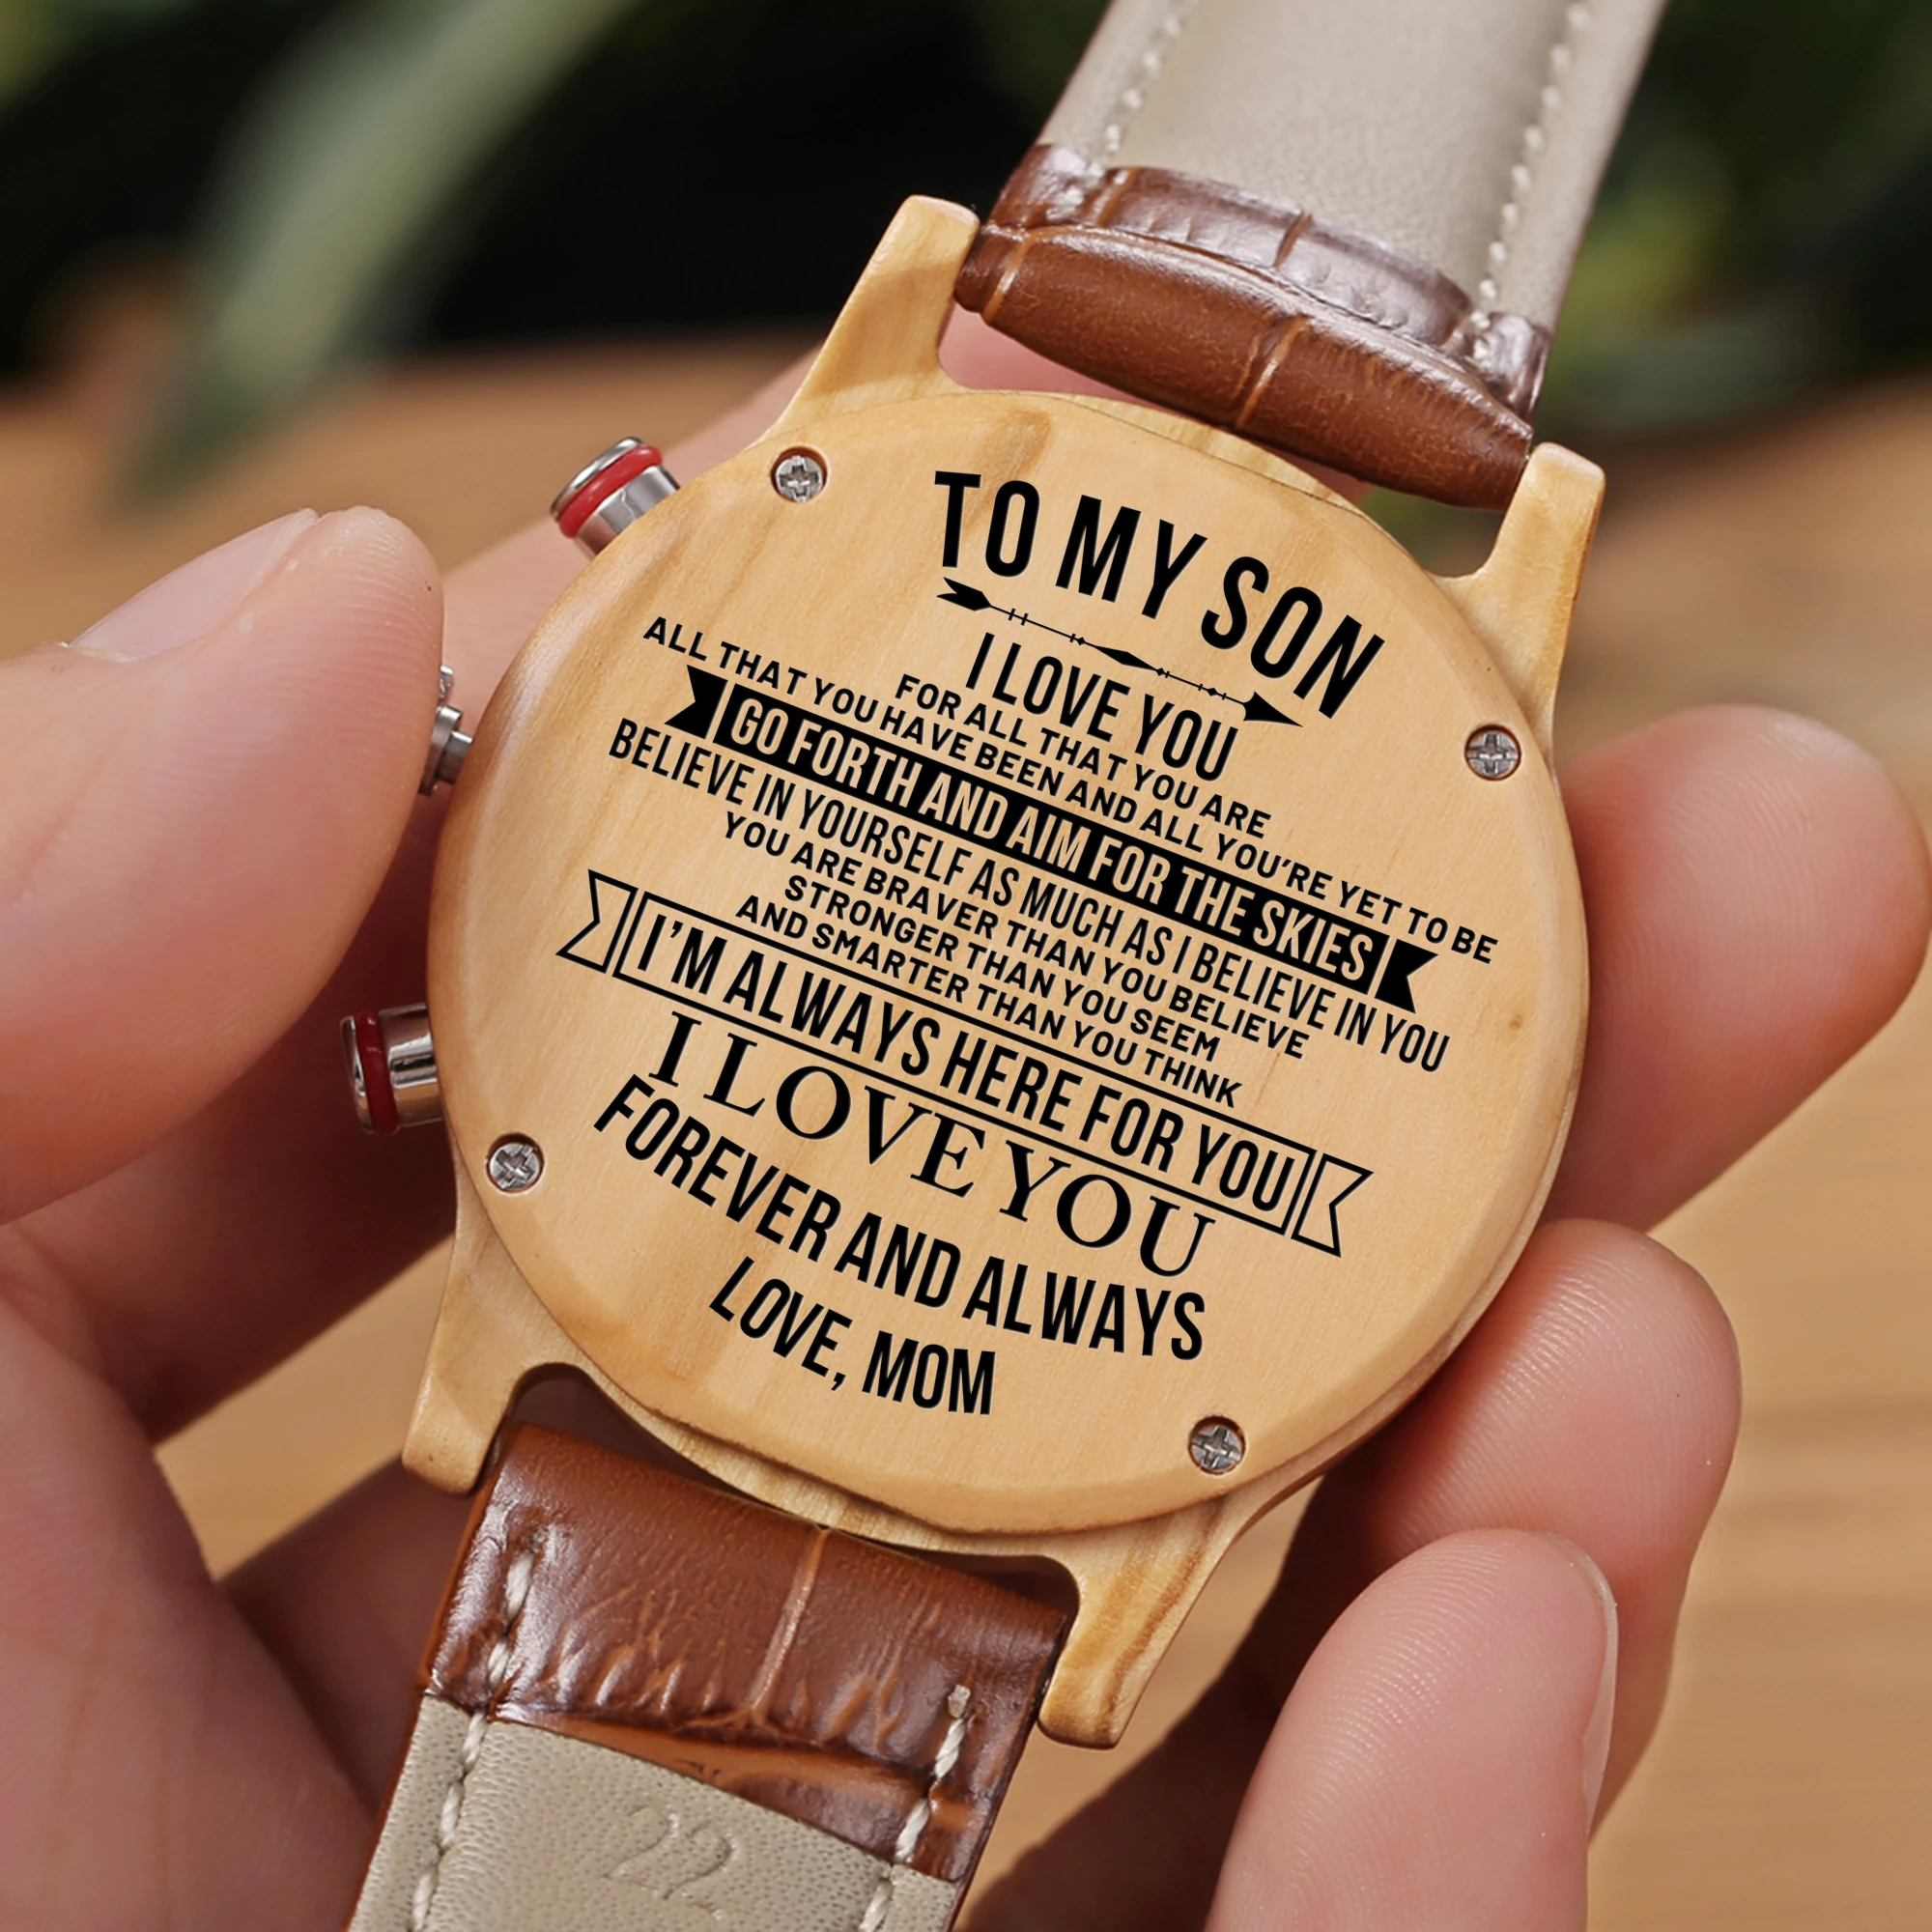 TO MY SON
I LOVE YOU
FOR ALL THAT YOU ARE
ALL THAT YOU HAVE BEEN AND ALL YOU'RE YET TO BE
GO FORTH AND AIM FOR THE SKIES
BELIEVE IN YOURSELF AS MUCH AS I BELIEVE IN YOU
YOU ARE BRAVER THAN YOU BELIEVE
STRONGER THAN YOU SEEM
AND SMARTER THAN YOU THINK
I'M ALWAYS HERE FOR YOU
I LOVE YOU
FOREVER AND ALWAYS
LOVE, MOM
22